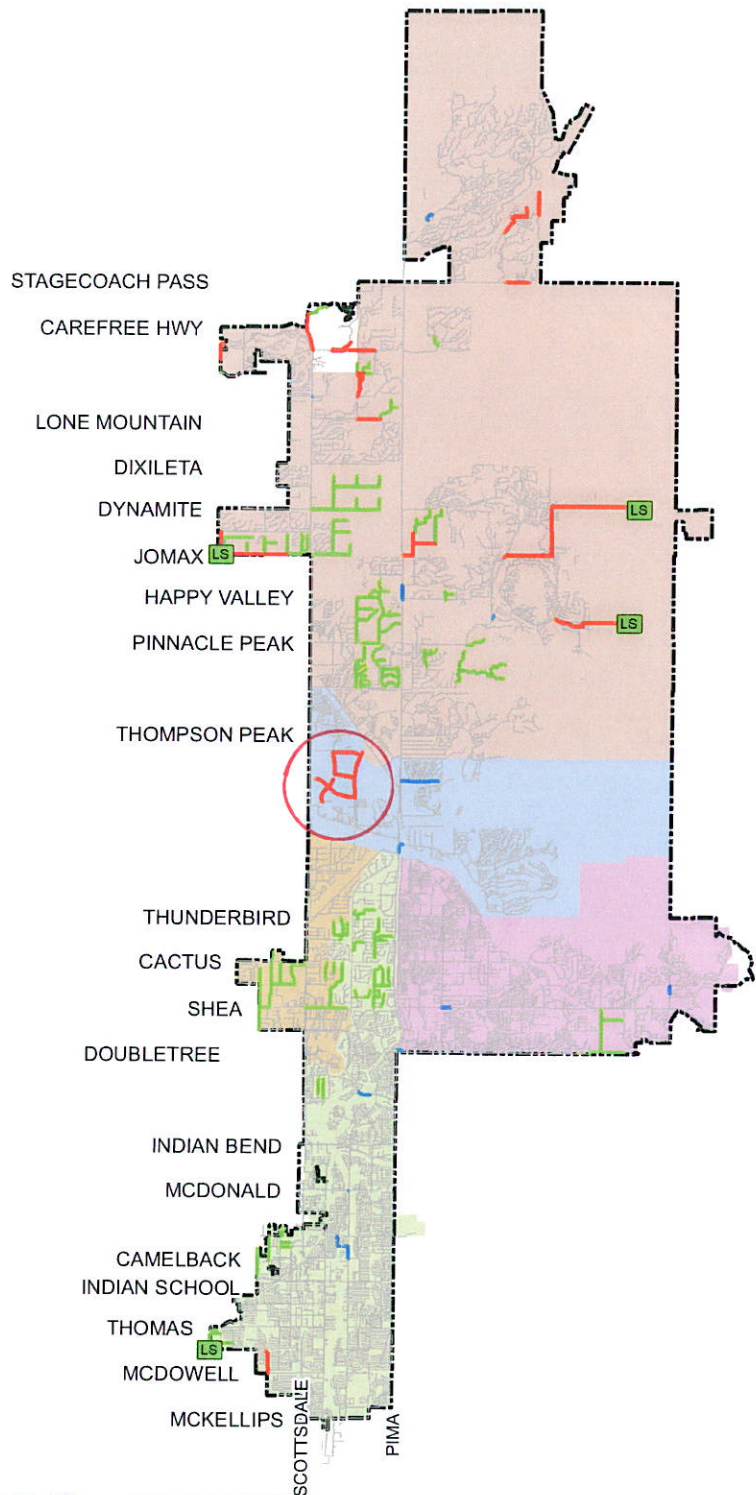 STAGECOACH PASS
CAREFREE HWY
LONE MOUNTAIN
DIXILETA
DYNAMITE
LS
JOMAX
LS
HAPPY VALLEY
LS
PINNACLE PEAK
THOMPSON PEAK
THUNDERBIRD
CACTUS
SHEA
DOUBLETREE
INDIAN BEND
MCDONALD
CAMELBACK
INDIAN SCHOOL
THOMAS
LS
MCDOWELL
MCKELLIPS
SCOTTSDALE
PIMA